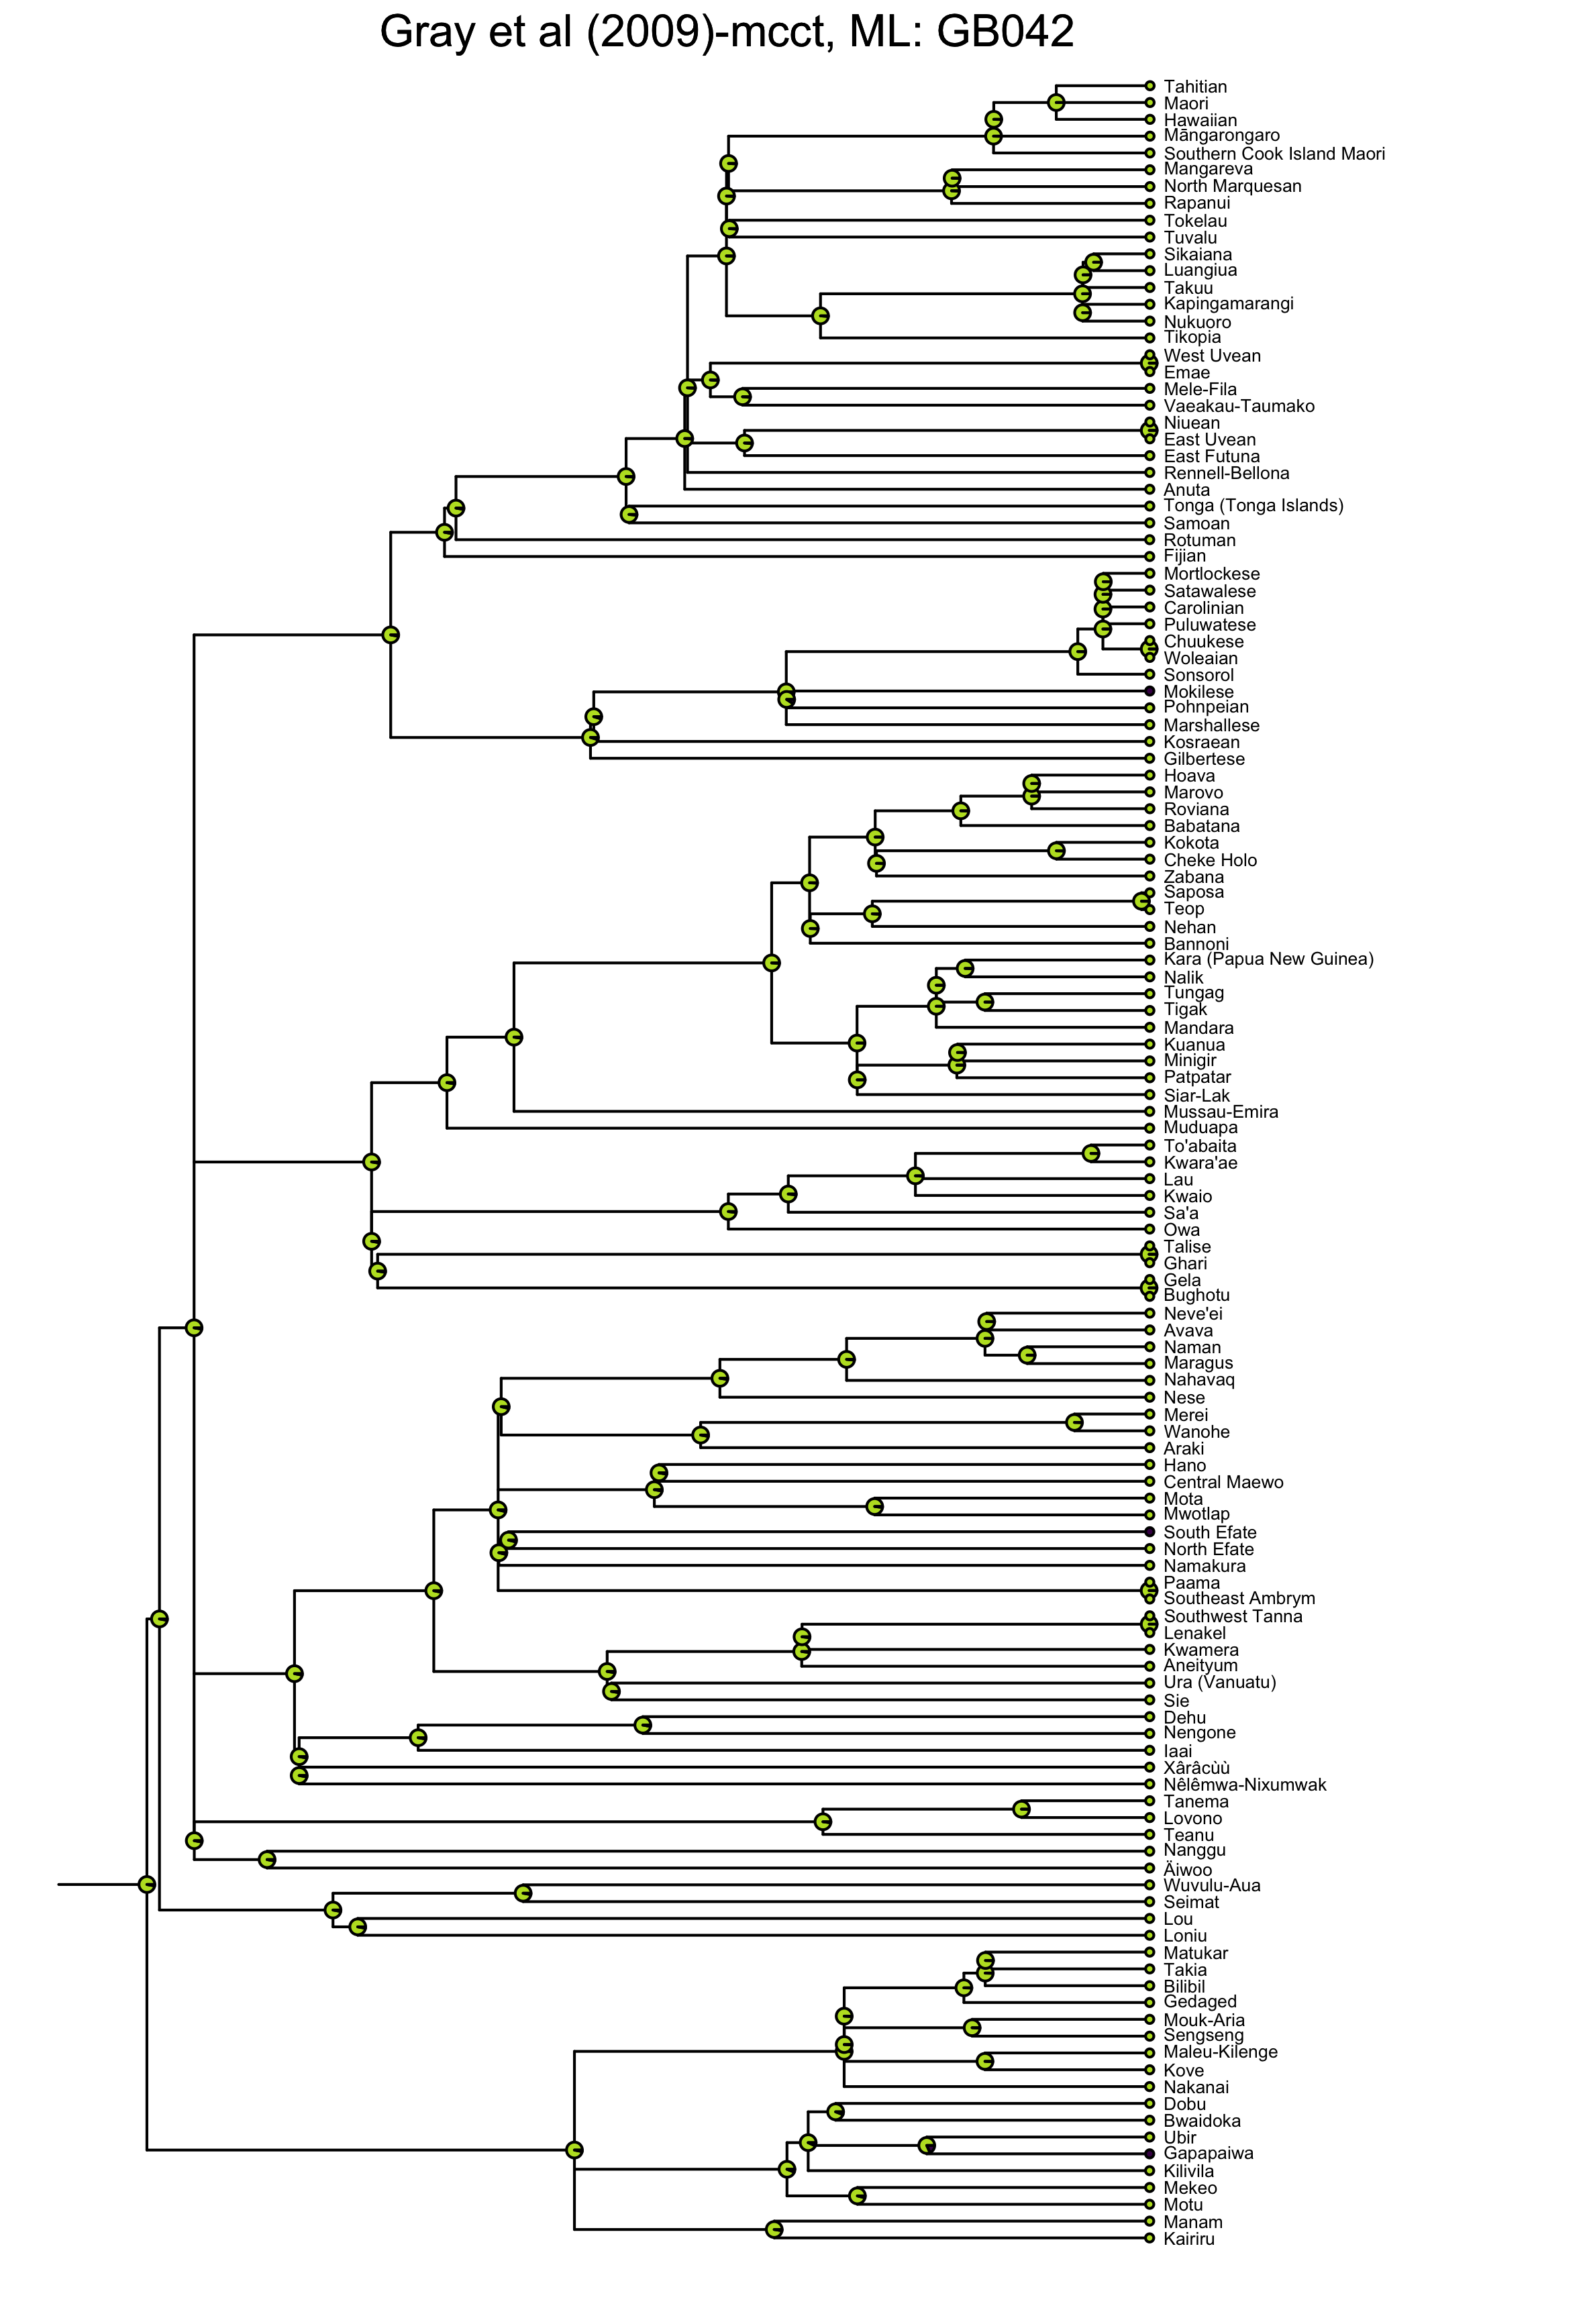 Gray et al (2009)-mcct, ML: GB042
Tahitian
Maori
Hawaiian
Māngarongaro
Southern Cook Island Maori
Mangareva
North Marquesan
Rapanui
Tokelau
Tuvalu
Sikaiana
Luangiua
Takuu
Kapingamarangi
Nukuoro
Tikopia
West Uvean
Emae
Mele-Fila
Vaeakau-Taumako
Niuean
East Uvean
East Futuna
Rennell-Bellona
Anuta
Tonga (Tonga Islands)
Samoan
Rotuman
Fijian
Mortlockese
Satawalese
Carolinian
Puluwatese
Chuukese
Woleaian
Sonsorol
Mokilese
Pohnpeian
Marshallese
Kosraean
Gilbertese
Hoava
Marovo
Roviana
Babatana
Kokota
Cheke Holo
Zabana
Saposa
Teop
Nehan
Bannoni
Kara (Papua New Guinea)
Nalik
Tungag
Tigak
Mandara
Kuanua
Minigir
Patpatar
Siar-Lak
Mussau-Emira
Muduapa
To'abaita
Kwara'ae
Lau
Kwaio
Sa'a
Owa
Talise
Ghari
Gela
Bughotu
Neve'ei
Avava
Naman
Maragus
Nahavaq
Nese
Merei
Wanohe
Araki
Hano
Central Maewo
Mota
Mwotlap
South Efate
North Efate
Namakura
Paama
Southeast Ambrym
Southwest Tanna
Lenakel
Kwamera
Aneityum
Ura (Vanuatu)
Sie
Dehu
Nengone
Iaai
Xârâcùù
Nêlêmwa-Nixumwak
Tanema
Lovono
Teanu
Nanggu
Äiwoo
Wuvulu-Aua
Seimat
Lou
Loniu
Matukar
Takia
Bilibil
Gedaged
Mouk-Aria
Sengseng
Maleu-Kilenge
Kove
Nakanai
Dobu
Bwaidoka
Ubir
Gapapaiwa
Kilivila
Mekeo
Motu
Manam
Kairiru